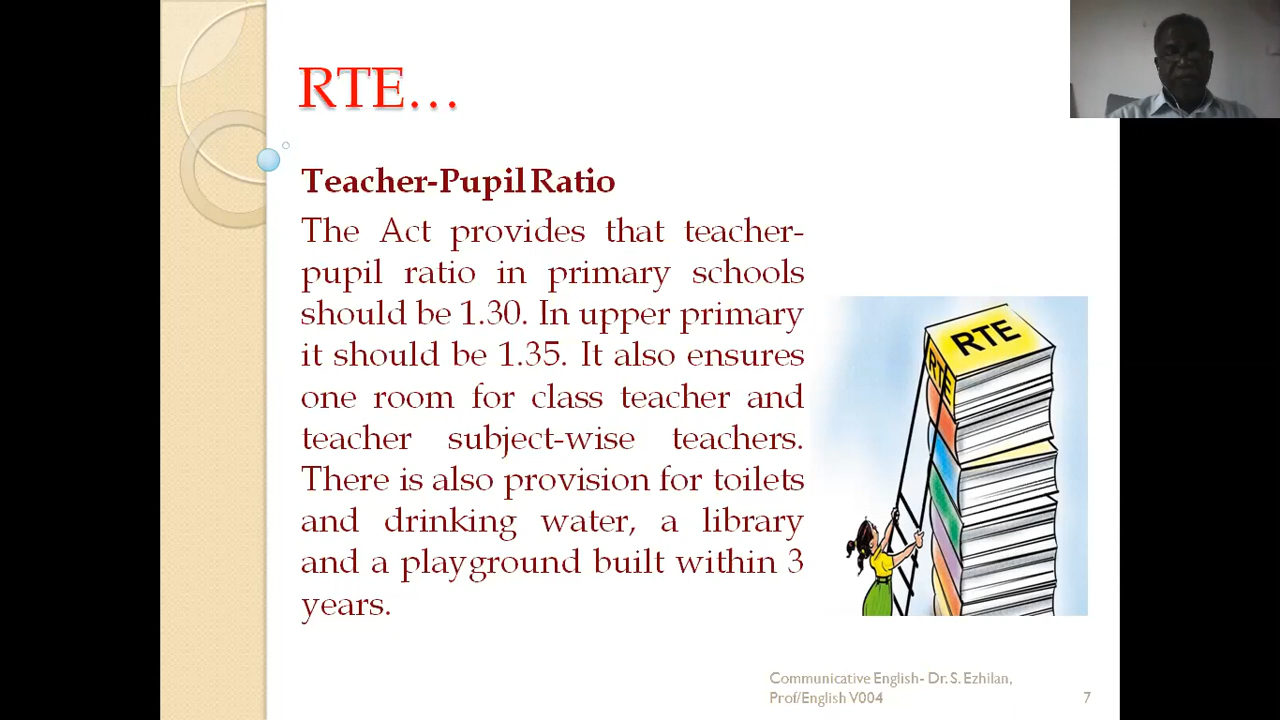 RTE...
Teacher-Pupil Ratio
The Act provides that teacher-
pupil ratio in primary schools
should be 1.30. In upper primary
it should be 1.35. It also ensures
one room for class teacher and
teacher subject-wise teachers.
There is also provision for toilets
and drinking water, a library
and a playground built within 3
years.
RTE
RTE
Communicative English- Dr. S. Ezhilan,
Prof/English V004
7